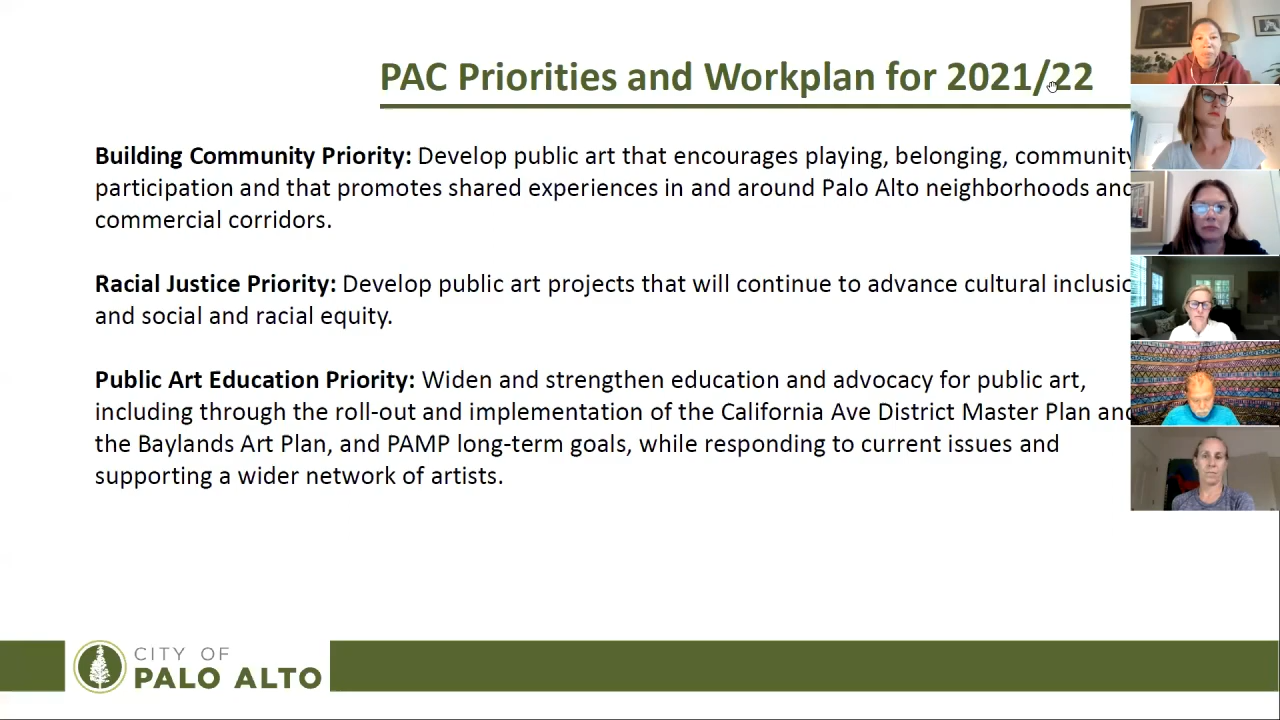 PAC Priorities and Workplan for 2021/22
Building Community Priority: Develop public art that encourages playing, belonging, community
participation and that promotes shared experiences in and around Palo Alto neighborhoods and
commercial corridors.
Racial Justice Priority: Develop public art projects that will continue to advance cultural inclusio
and social and racial equity.
Public Art Education Priority: Widen and strengthen education and advocacy for public art,
including through the roll-out and implementation of the California Ave District Master Plan and
the Baylands Art Plan, and PAMP long-term goals, while responding to current issues and
supporting a wider network of artists.
CITY OF
PALO ALTO